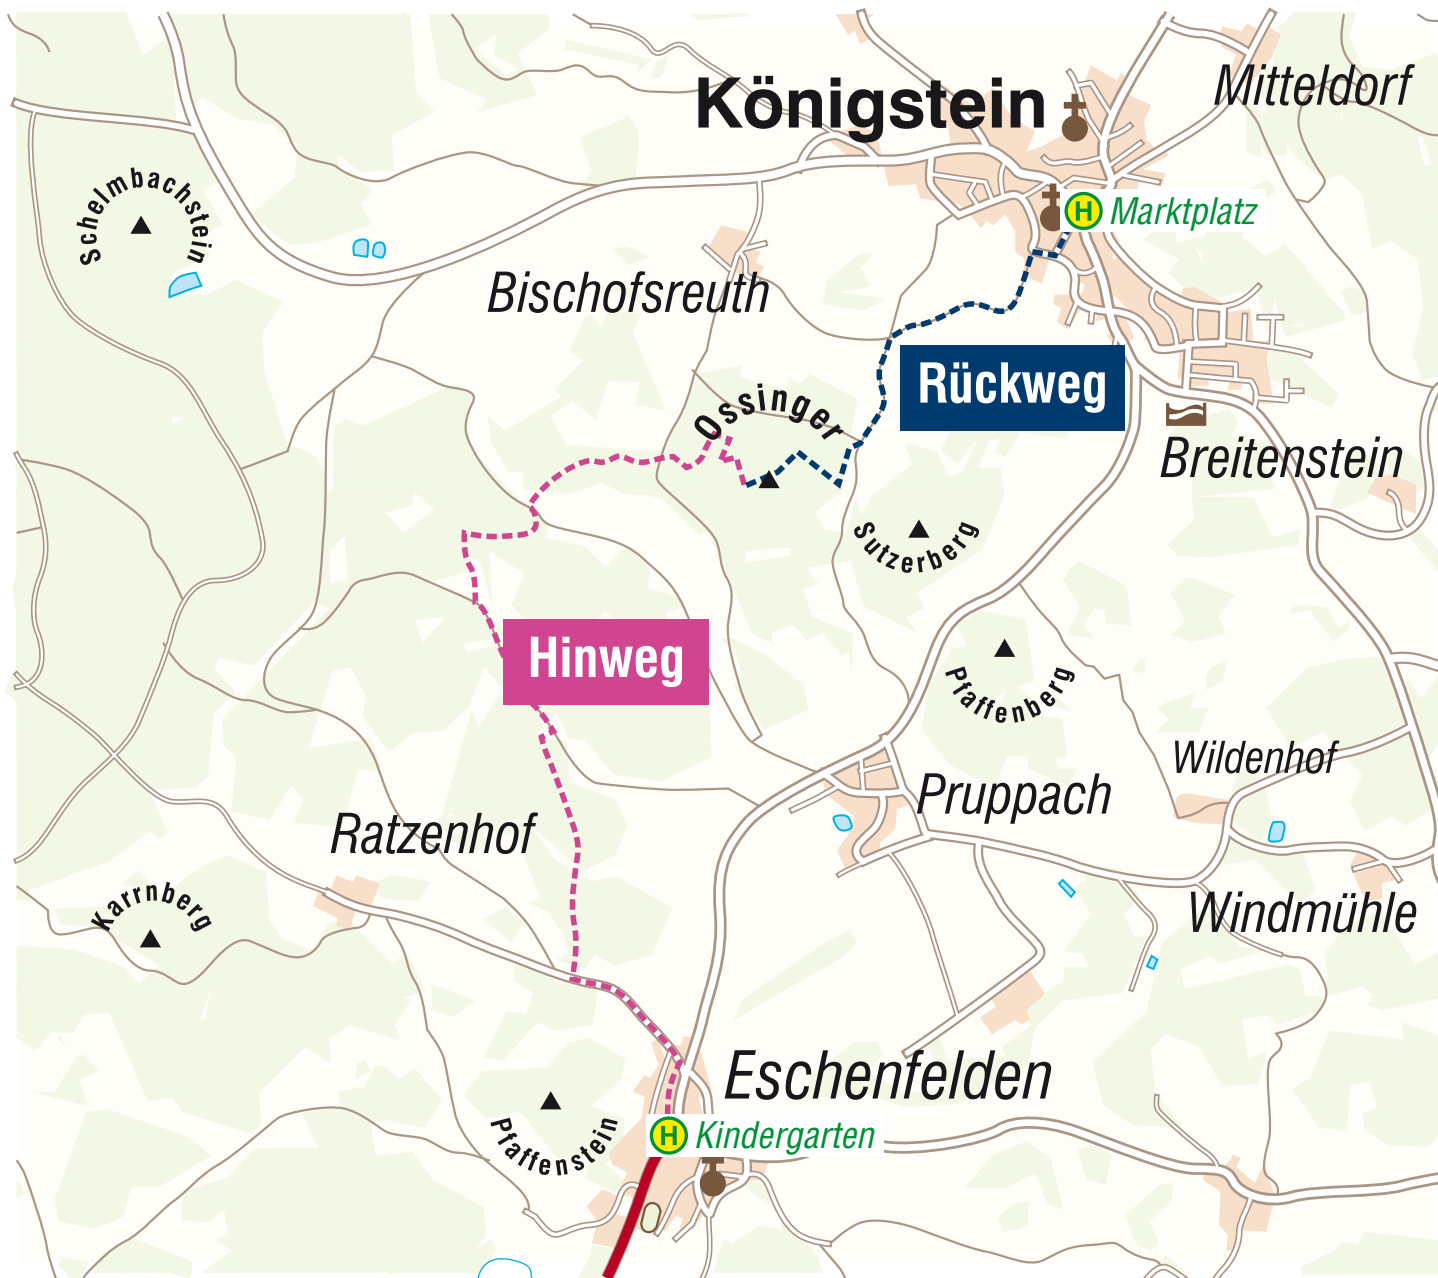 Mitteldorf
Königstein
Schelmbachstein
H Marktplatz
Bischofsreuth
Rückweg
Ossinger
Breitenstein
Sutzerberg
Hinweg
Pfaffenberg
Wildenhof
Pruppach
Ratzenhof
Karrnberg
Windmühle
Eschenfelden
H Kindergarten
Pfaffenstein